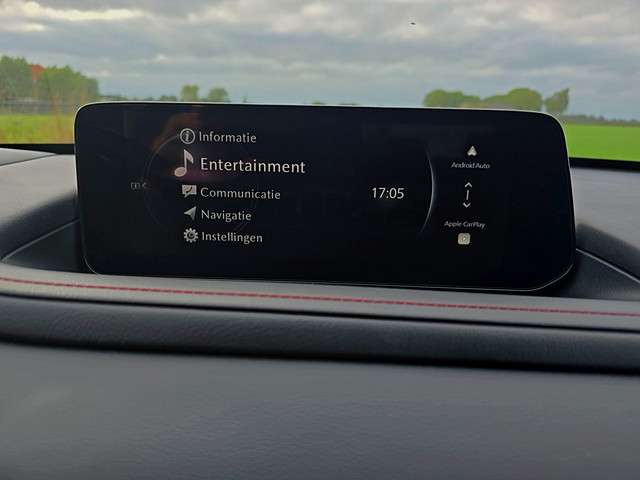 Informatie
Entertainment
Communicatie
Navigatie
Instellingen
17:05
Android Auto
Apple CarPlay